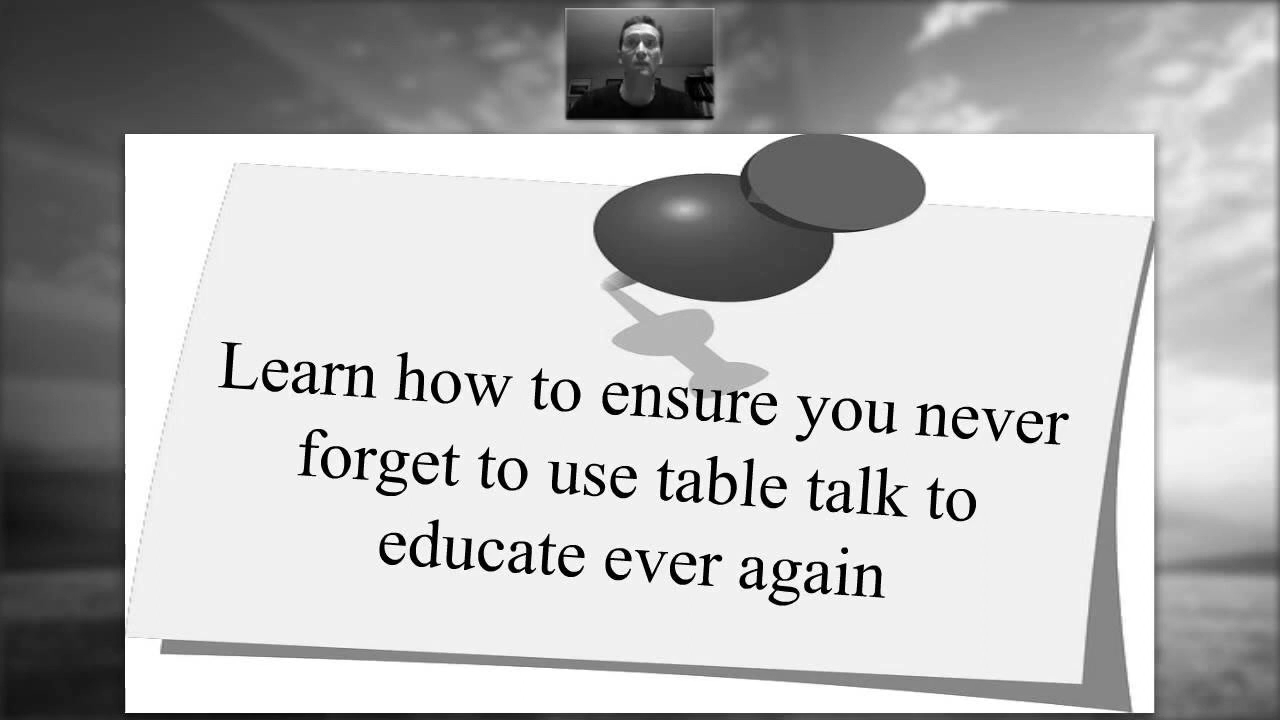 Learn how to ensure you never
forget to use table talk to
educate ever again